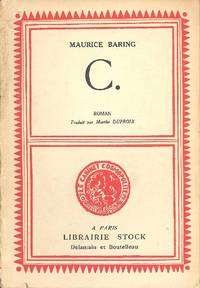 MAURICE BARING
C.
ROMAN
Traduit par Marthe DUPROIX
LE CABINET COSMOPOLITE
A PARIS
LIBRAIRIE STOCK
Delamain et Boutelleau